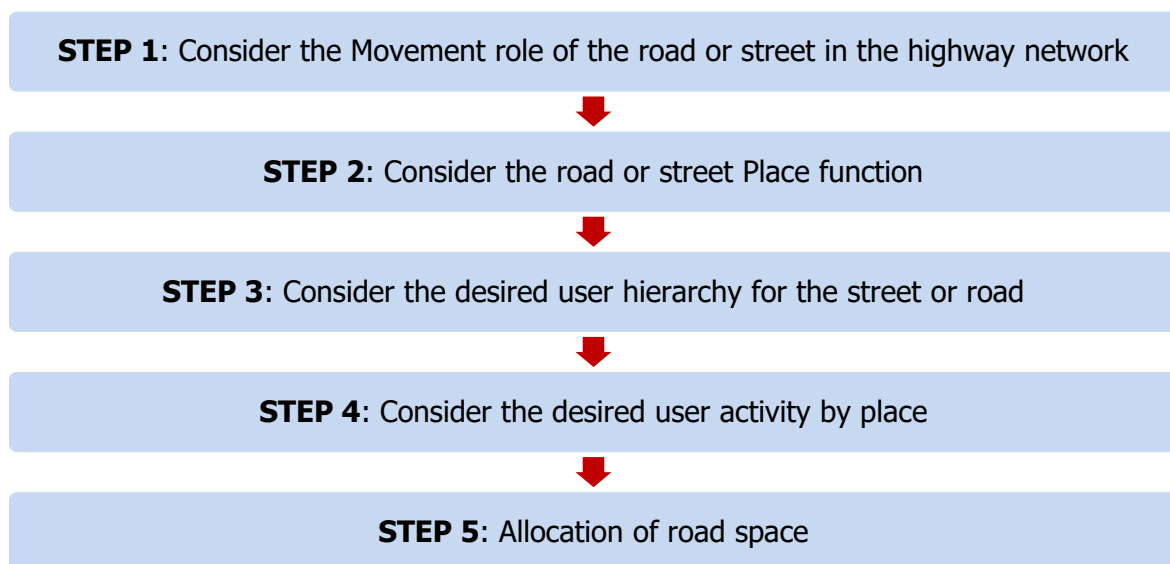 STEP 1: Consider the Movement role of the road or street in the highway network
STEP 2: Consider the road or street Place function
STEP 3: Consider the desired user hierarchy for the street or road
STEP 4: Consider the desired user activity by place
STEP 5: Allocation of road space